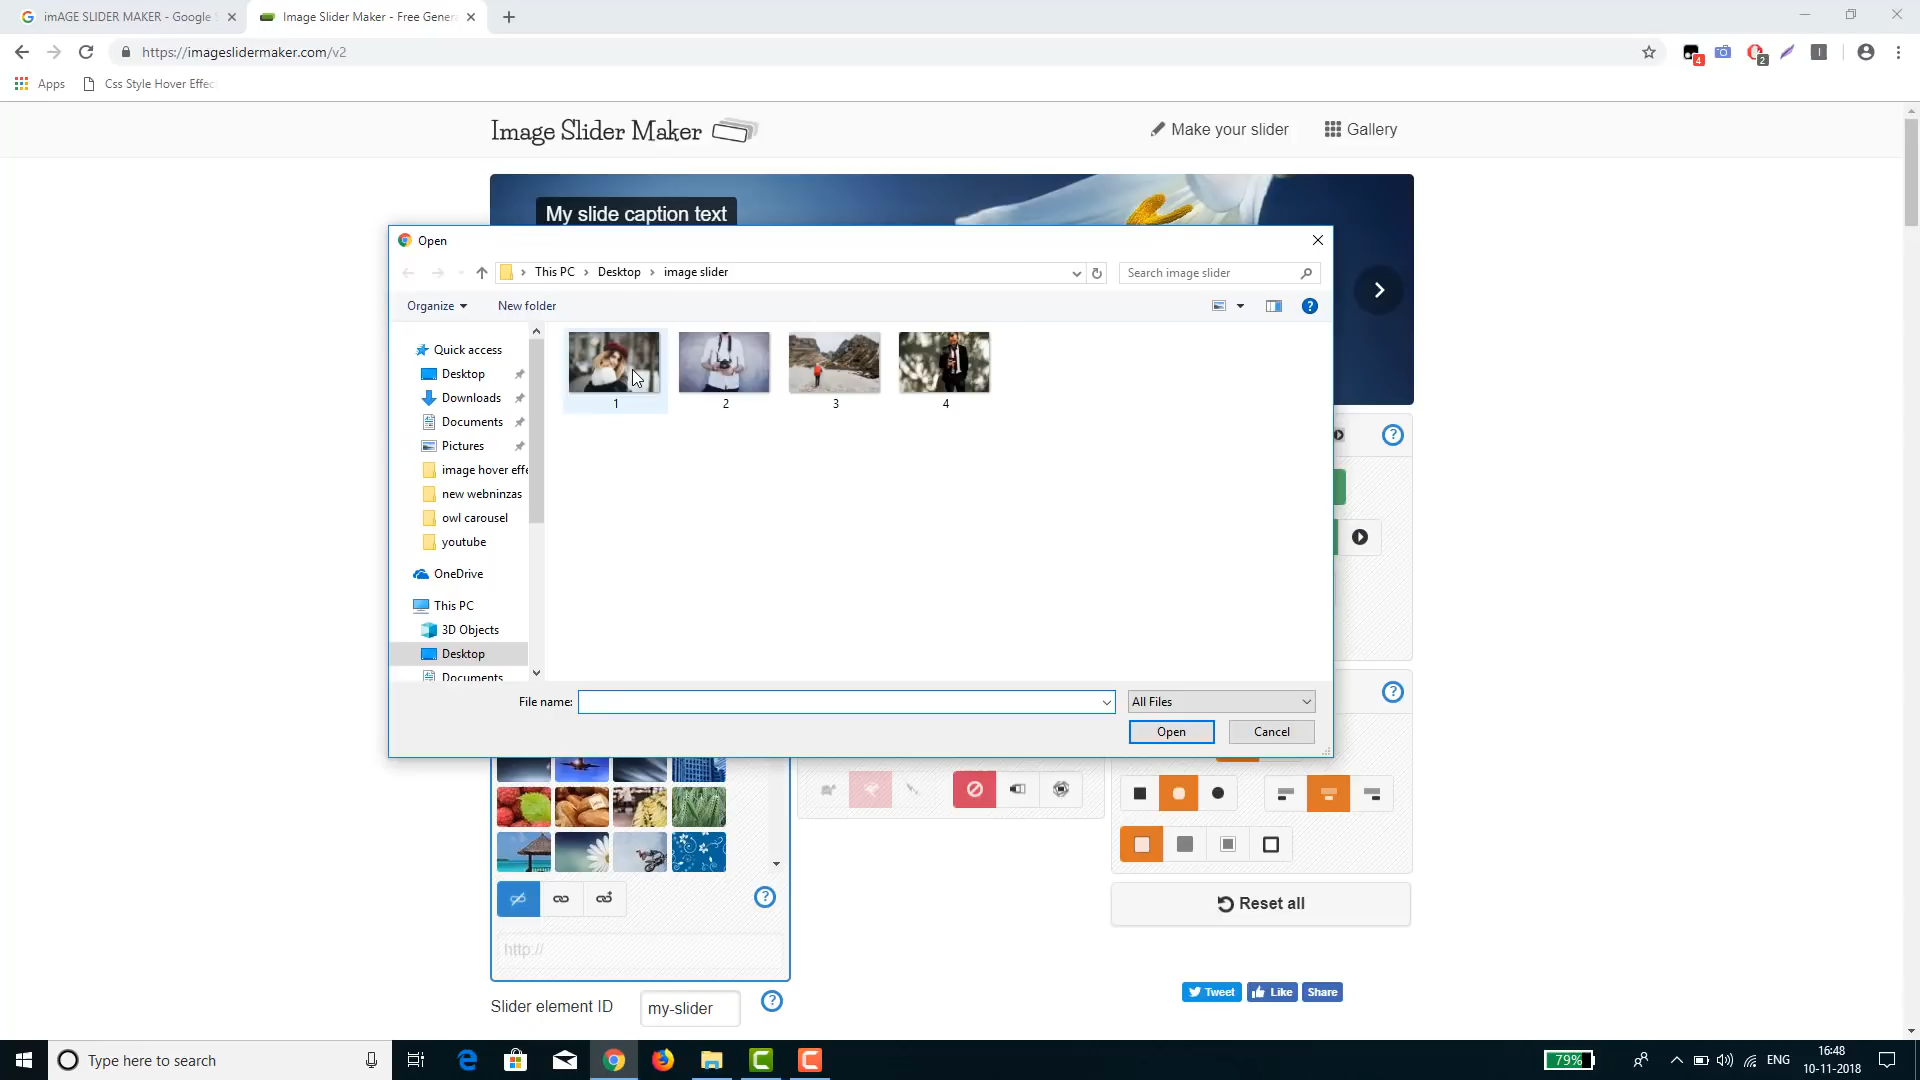 imAGE SLIDER MAKER - Google S
Image Slider Maker - Free Genera
https://imageslidermaker.com/v2
4
2
Apps
Css Style Hover Effec
Image Slider Maker
Make your slider
Gallery
My slide caption text
Open
This PC
Desktop
image slider
Search image slider
Organize
New folder
Quick access
Desktop
Downloads
Documents
Pictures
image hover effe
new webninzas
owl carousel
youtube
OneDrive
This PC
3D Objects
Desktop
Documents
1
2
3
4
File name:
All Files
Open
Cancel
Reset all
http://
Slider element ID
my-slider
Tweet
Like
Share
Type here to search
79%
ENG
16:48
10-11-2018